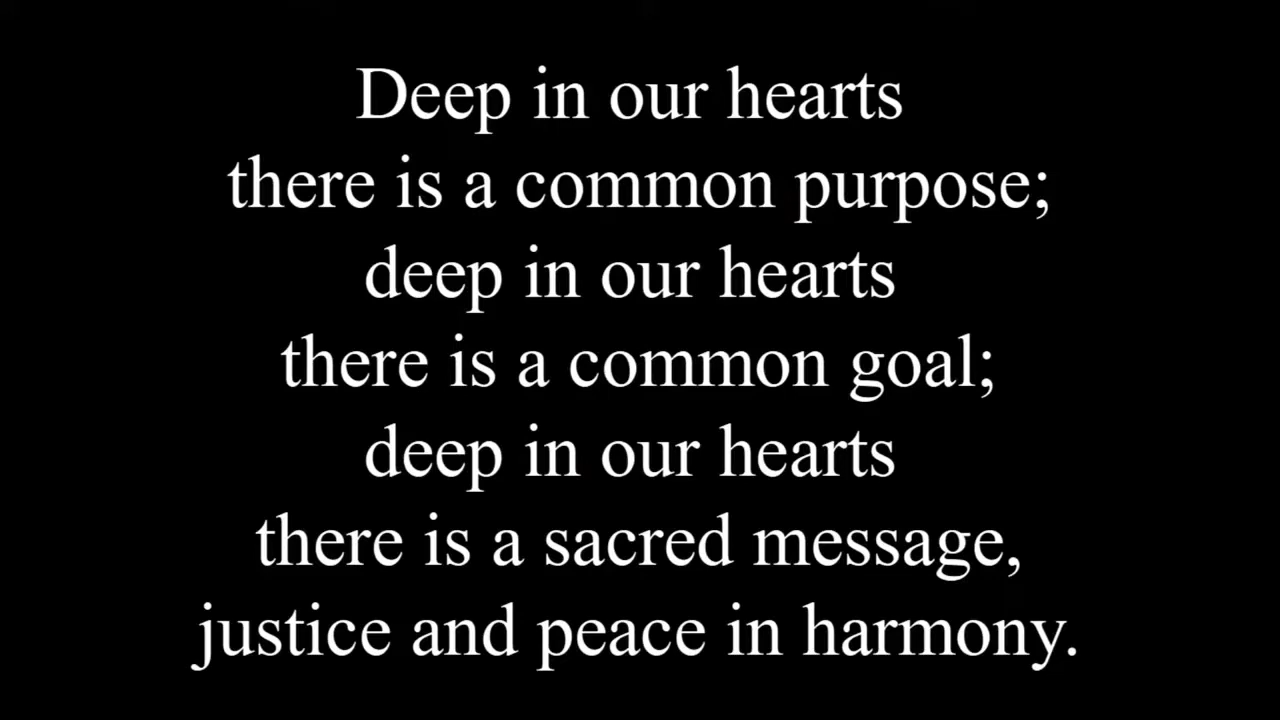 Deep in our hearts
there is a common purpose;
deep in our hearts
there is a common goal;
deep in our hearts
there is a sacred message,
justice and peace in harmony.